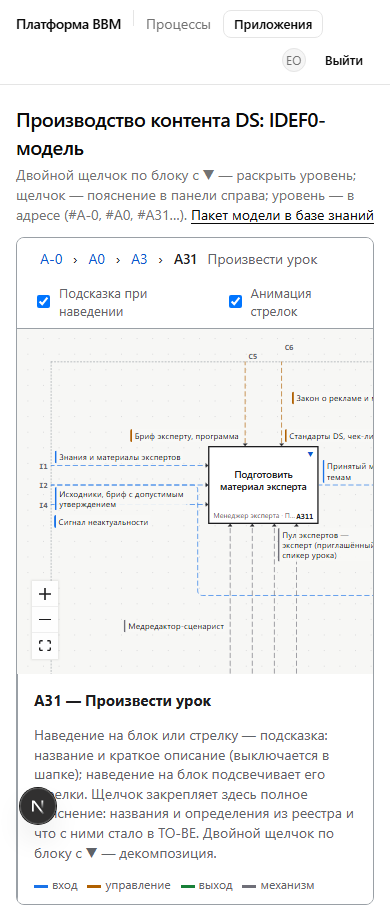 Платформа BBM
Процессы
Приложения
EO
Выйти
Производство контента DS: IDEF0-
модель
Двойной щелчок по блоку с ▼ — раскрыть уровень;
щелчок — пояснение в панели справа; уровень — в
адресе (#A-0, #A0, #A31…). Пакет модели в базе знаний
A-0 › A0 › A3 › A31 Произвести урок
Подсказка при
наведении
Анимация
стрелок
C6
C5
Закон о рекламе и
Бриф эксперту, программа
Стандарты DS,
Знания и материалы экспертов
I1
I2
Исходники, бриф с допустимым
утверждением
I4
Сигнал неактуальности
▼
Подготовить
материал эксперта
Менеджер эксперта · П… A311
Принятый
темам
Пул экспертов —
эксперт (приглашённый
спикер урока)
Медредактор-сценарист
+
−
A31 — Произвести урок
Наведение на блок или стрелку — подсказка:
название и краткое описание (выключается в
шапке); наведение на блок подсвечивает его
Щелчок закрепляет здесь полное
названия и определения из реестра и
что с ними стало в TO-BE. Двойной щелчок по
блоку с ▼ — декомпозиция.
N
вход
управление
выход
механизм